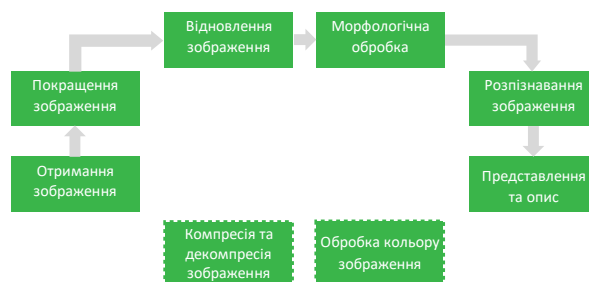 Відновлення
зображення
Морфологічна
обробка
Покращення
зображення
Розпізнавання
зображення
Отримання
зображення
Представлення
та опис
Компресія та
декомпресія
зображення
Обробка кольору
зображення